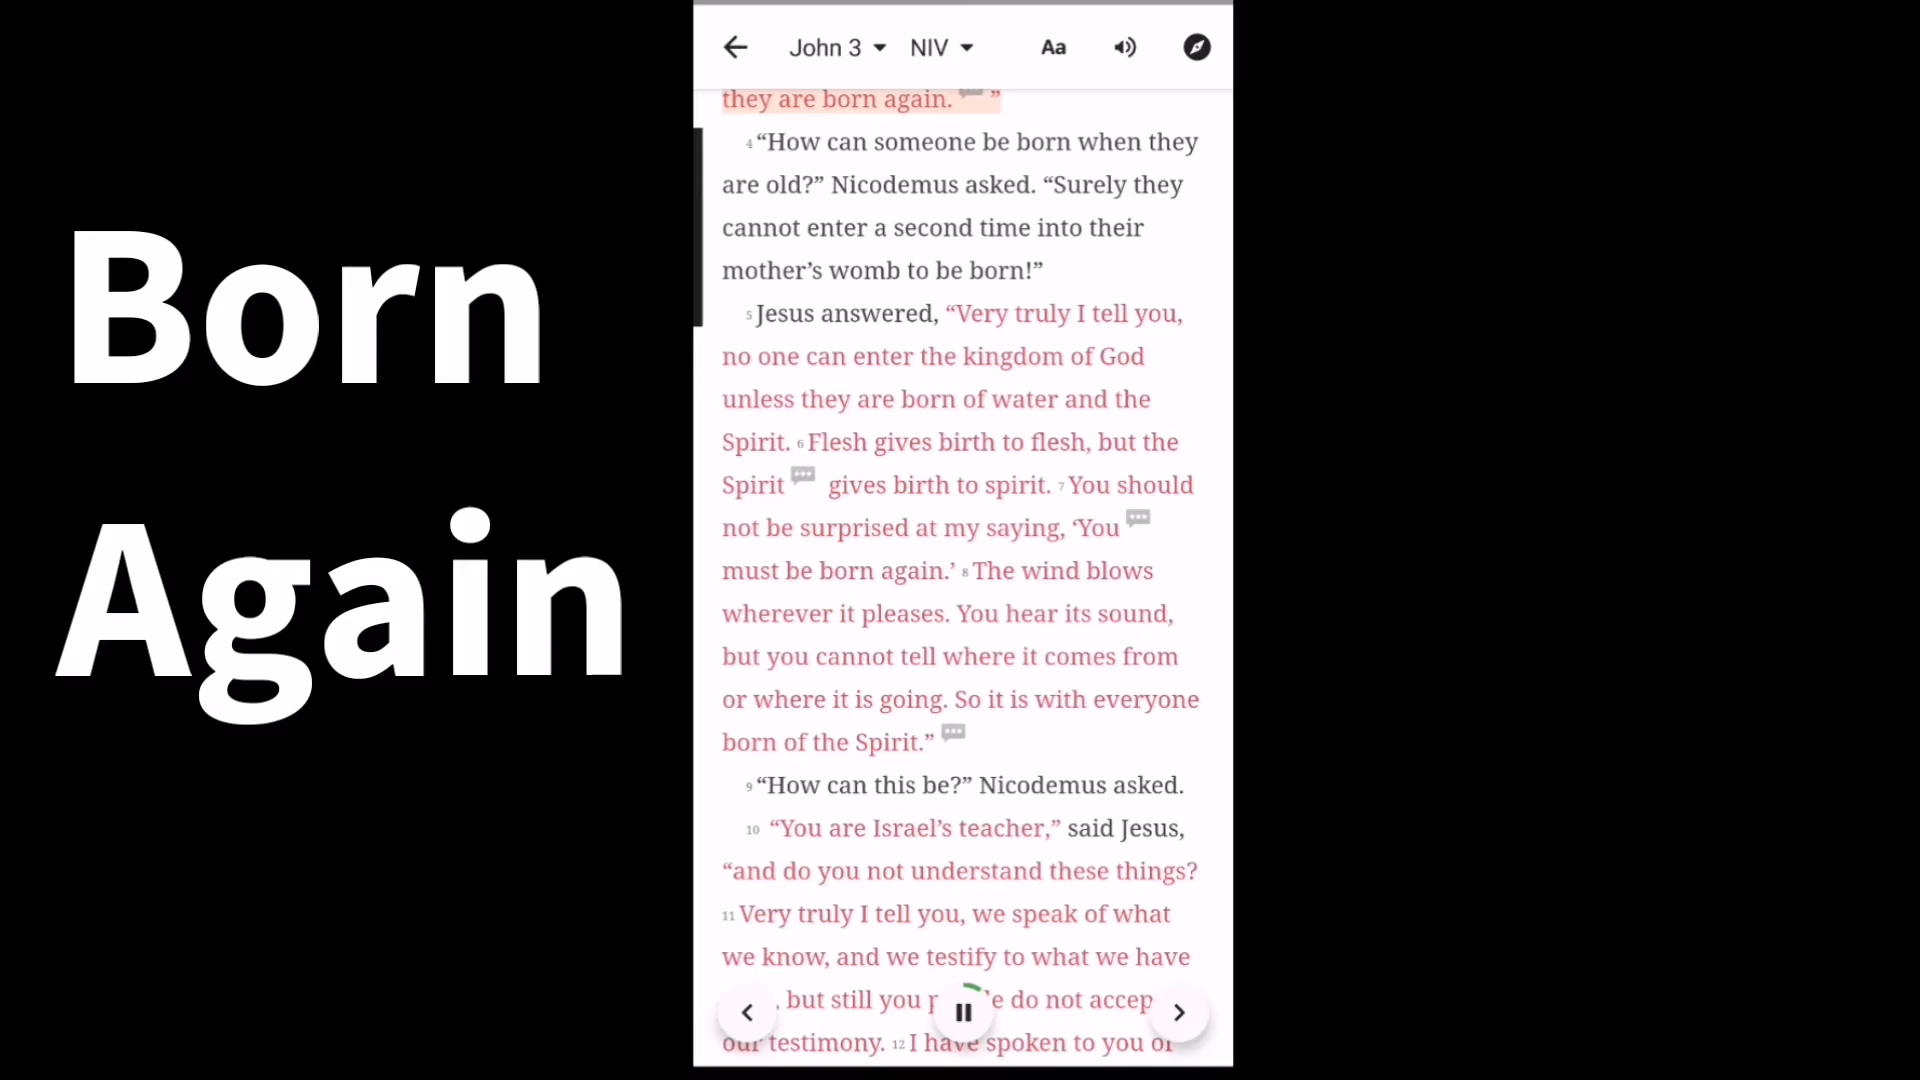 Born
Again
John 3 NIV Aa
they are born again. ”
4 “How can someone be born when they
are old?” Nicodemus asked. “Surely they
cannot enter a second time into their
mother’s womb to be born!”
5 Jesus answered, “Very truly I tell you,
no one can enter the kingdom of God
unless they are born of water and the
Spirit. 6 Flesh gives birth to flesh, but the
Spirit gives birth to spirit. 7 You should
not be surprised at my saying, ‘You
must be born again.’ 8 The wind blows
wherever it pleases. You hear its sound,
but you cannot tell where it comes from
or where it is going. So it is with everyone
born of the Spirit.”
9 “How can this be?” Nicodemus asked.
10 “You are Israel’s teacher,” said Jesus,
“and do you not understand these things?
11 Very truly I tell you, we speak of what
we know, and we testify to what we have
, but still you do not accep
our testimony. 12 I have spoken to you of